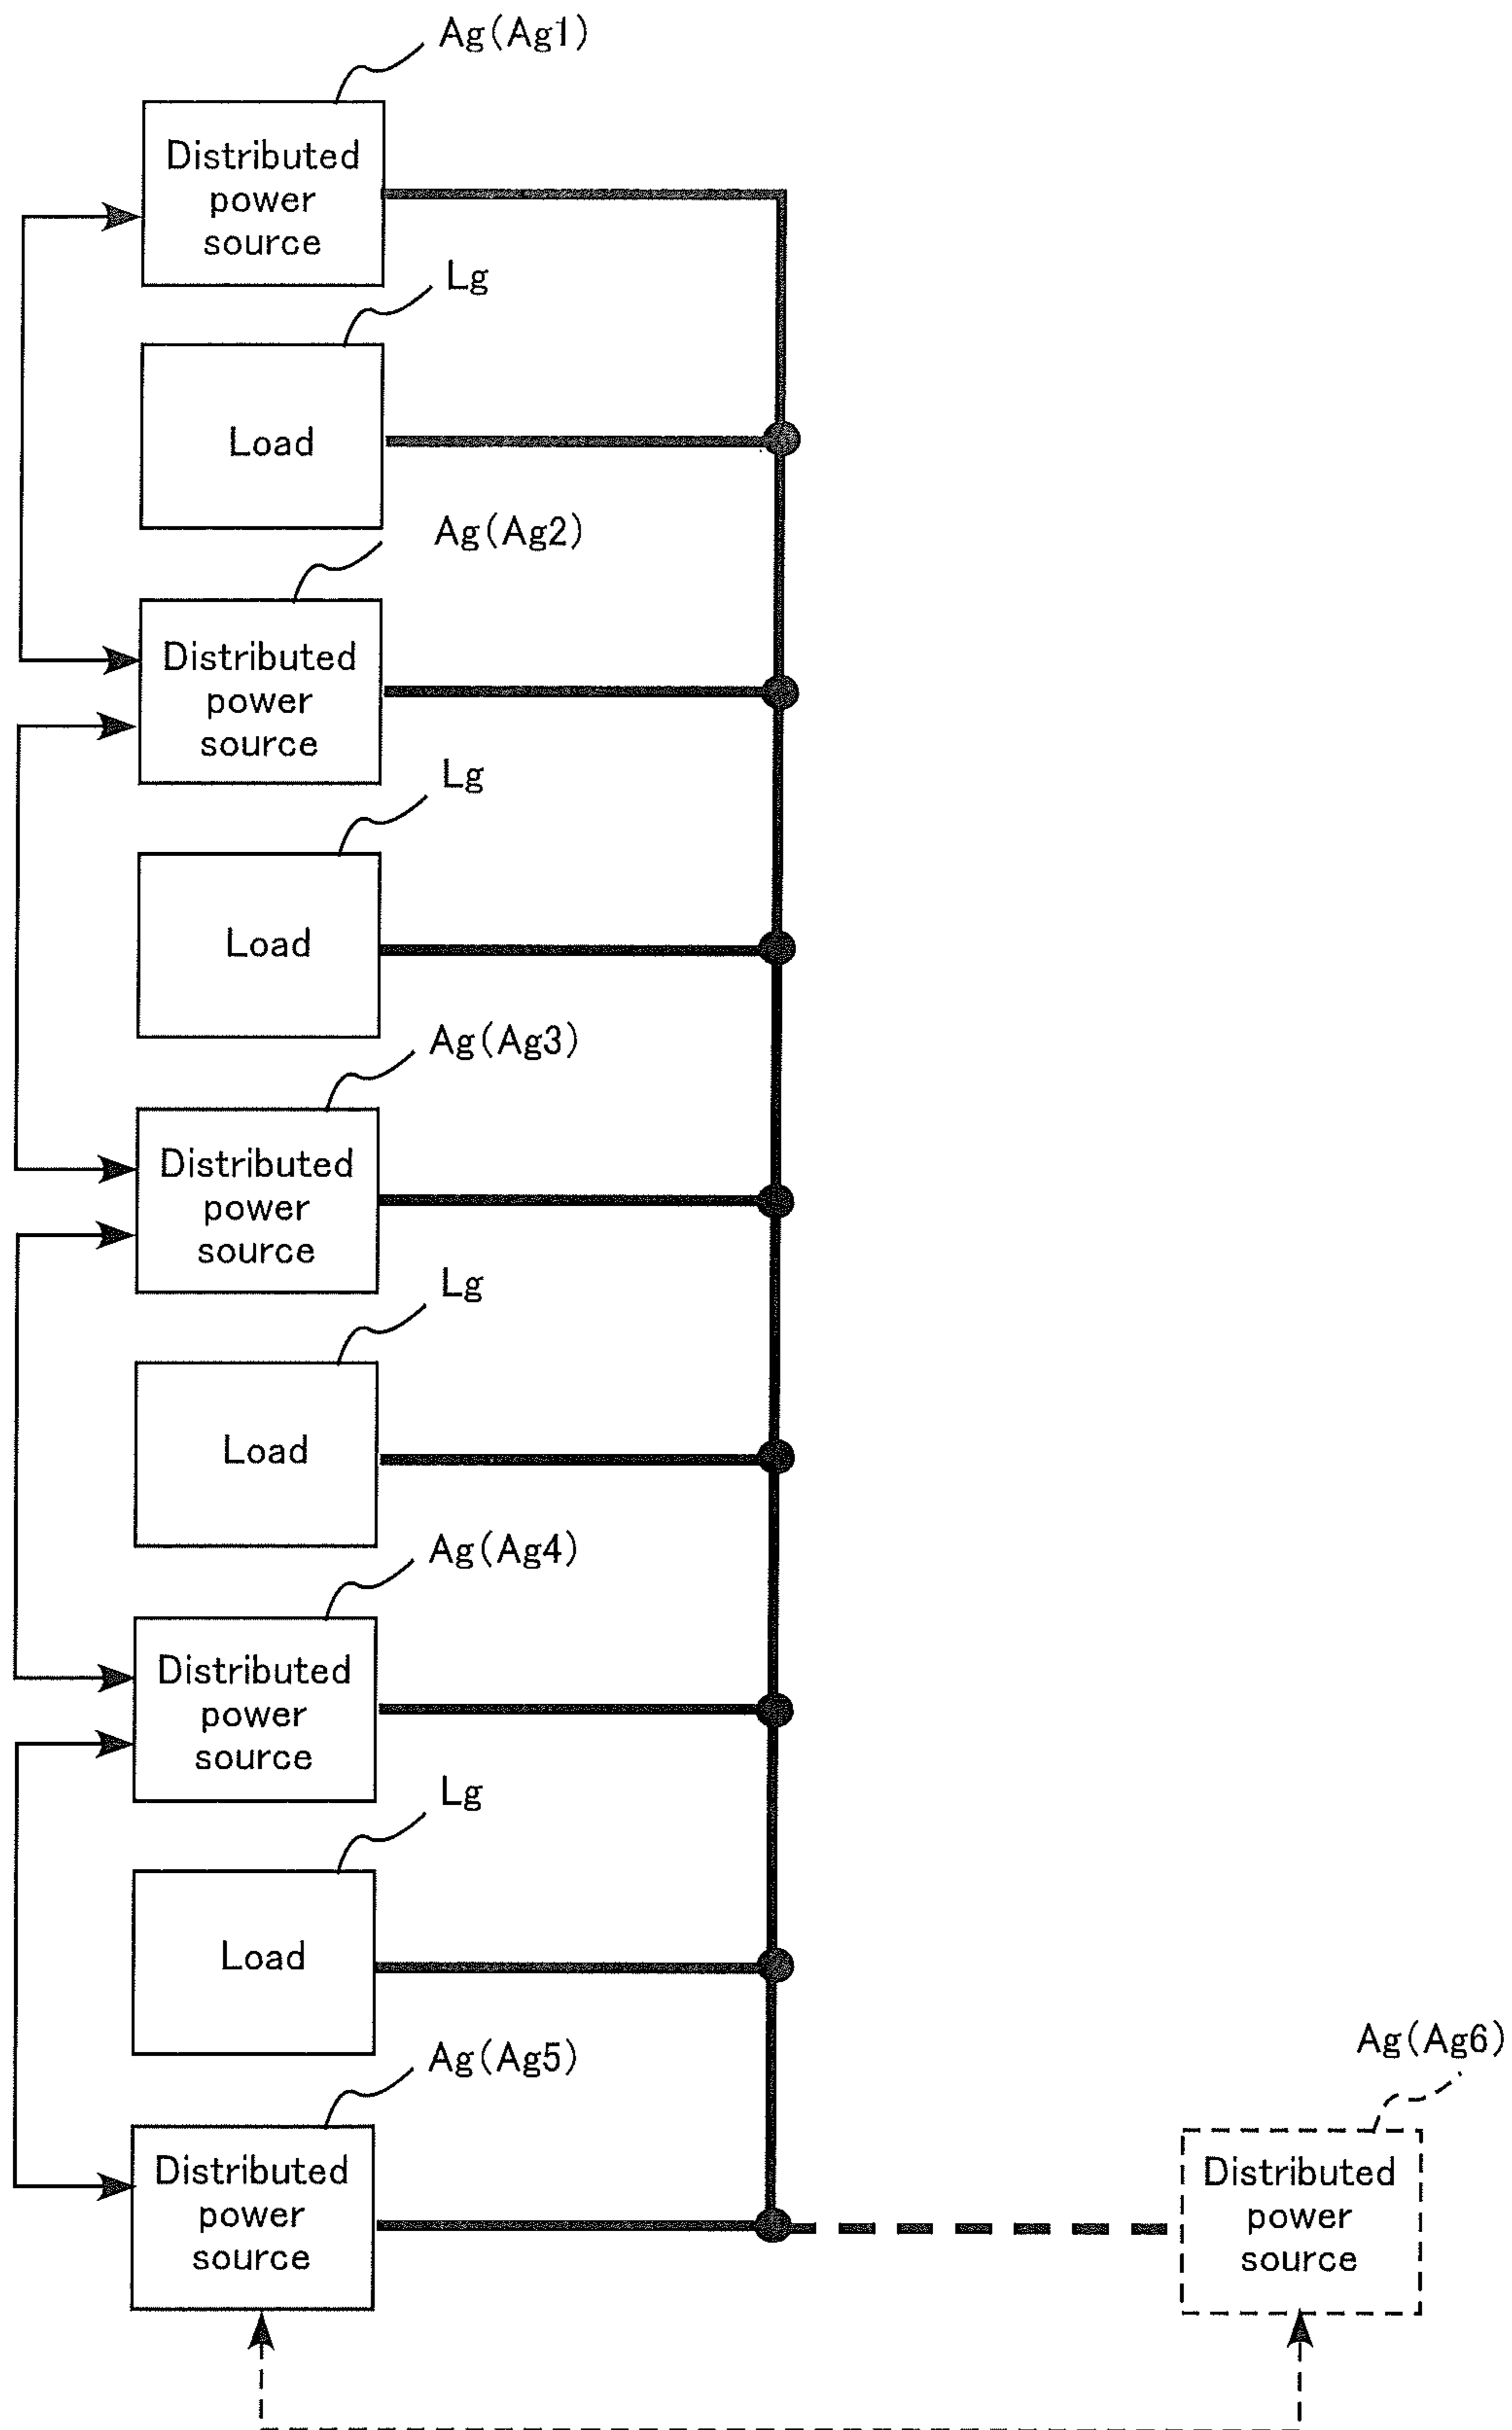 Ag(Ag1)
Distributed
power
source
Lg
Load
Ag(Ag2)
Distributed
power
source
Lg
Load
Ag(Ag3)
Distributed
power
source
Lg
Load
Ag(Ag4)
Distributed
power
source
Lg
Load
Ag(Ag5)
Distributed
power
source
Ag(Ag6)
Distributed
power
source